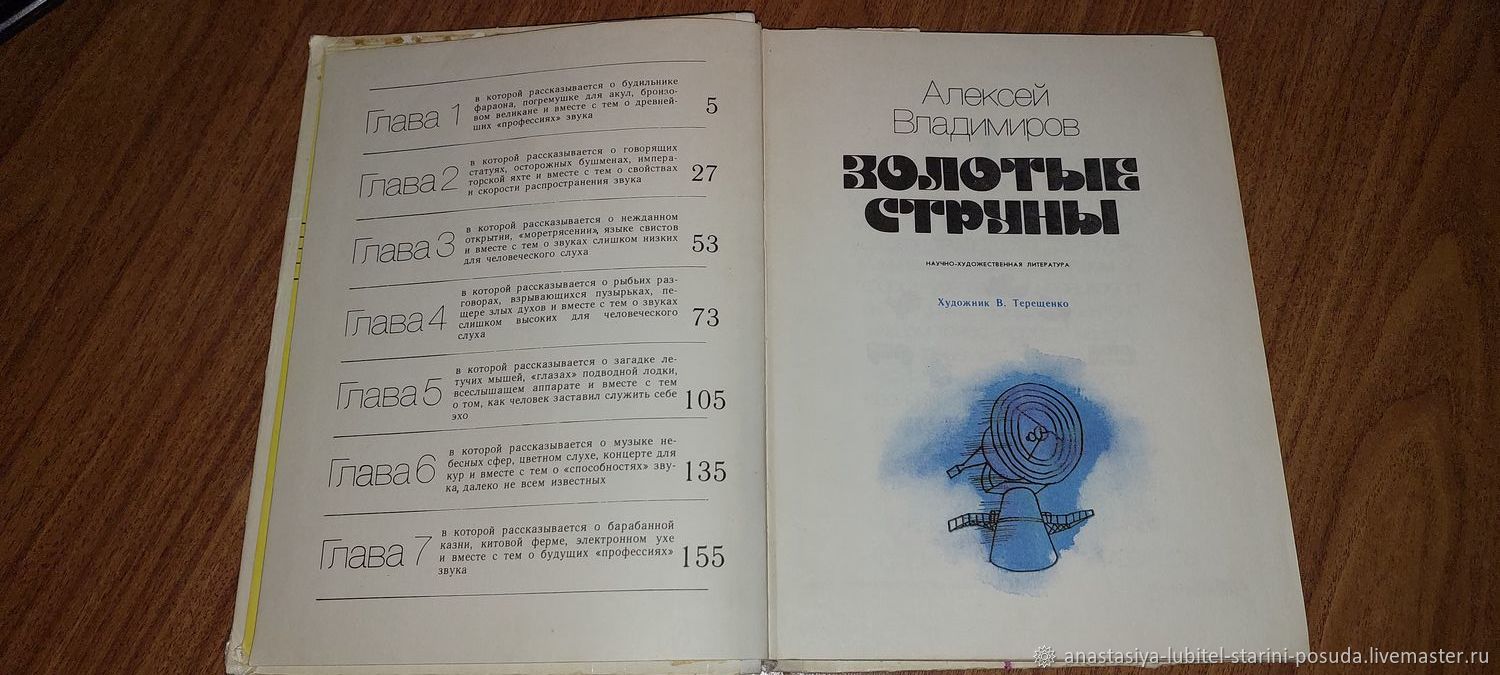 Глава 1
в которой рассказывается о будильнике
фараона, погремушке для акул, бронзо-
вом великане и вместе с тем о древней-
ших «профессиях» звука
5
Глава 2
в которой рассказывается о говорящих
статуях, осторожных бушменах, импера-
торской яхте и вместе с тем о свойствах
и скорости распространения звука
27
Глава 3
в которой рассказывается о нежданном
открытии, «моретрясении», языке свистов
и вместе с тем о звуках слишком низких
для человеческого слуха
53
Глава 4
в которой рассказывается о рыбьих раз-
говорах, взрывающихся пузырьках, пе-
щере злых духов и вместе с тем о звуках
слишком высоких для человеческого
слуха
73
Глава 5
в которой рассказывается о загадке ле-
тучих мышей, «глазах» подводной лодки,
всеслышащем аппарате и вместе с тем
о том, как человек заставил служить себе
эхо
105
Глава 6
в которой рассказывается о музыке не-
бесных сфер, цветном слухе, концерте для
кур и вместе с тем о «способностях» зву-
ка, далеко не всем известных
135
Глава 7
в которой рассказывается о барабанной
казни, китовой ферме, электронном ухе
и вместе с тем о будущих «профессиях»
звука
155
Алексей
Владимиров
ЗОЛОТЫЕ
СТРУНЫ
НАУЧНО-ХУДОЖЕСТВЕННАЯ ЛИТЕРАТУРА
Художник В. Терещенко
anastasiya-lubitel-starini-posuda.livemaster.ru